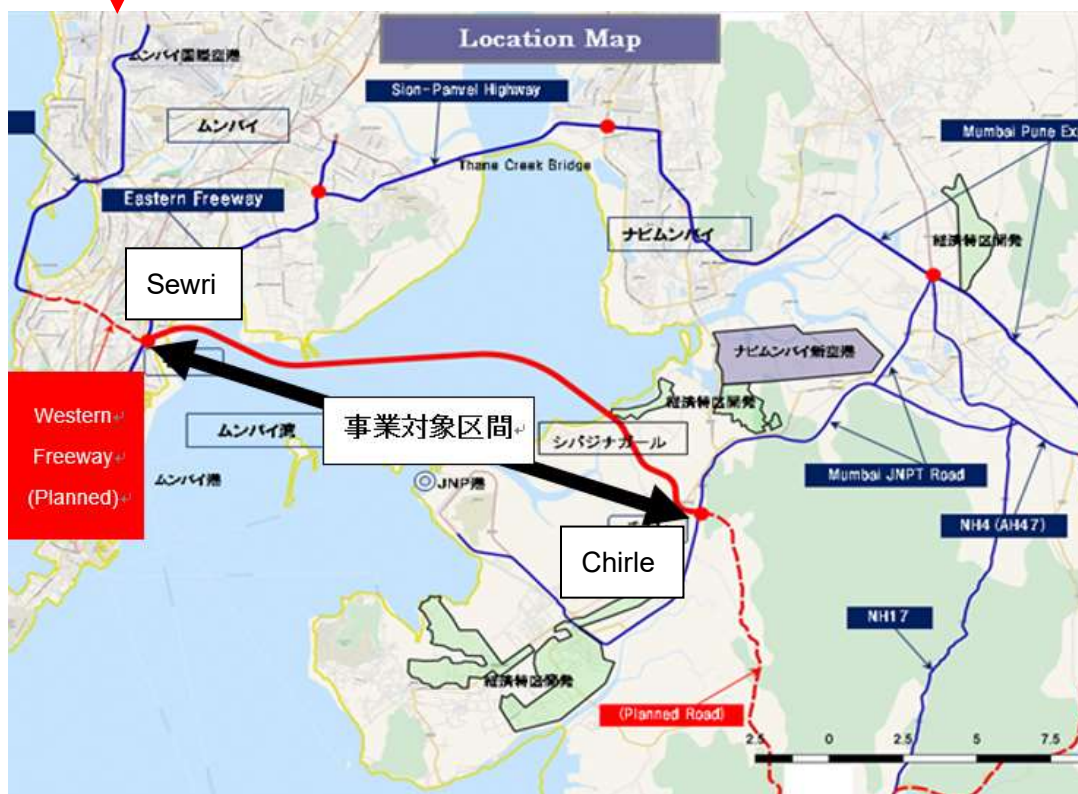 Location Map
ムンバイ国際空港
Sion-Panvel Highway
ムンバイ
Mumbai Pune Ex
Thane Creek Bridge
Eastern Freeway
ナビムンバイ
経済特区開発
Sewri
ナビムンバイ新空港
Western
Freeway
(Planned)
経済特区開発
ムンバイ湾
事業対象区間
シバジナガール
ムンバイ港
JNP港
Mumbai JNPT Road
NH4 (AH47)
Chirle
NH17
経済特区開発
(Planned Road)
2.5 0 2.5 5 7.5